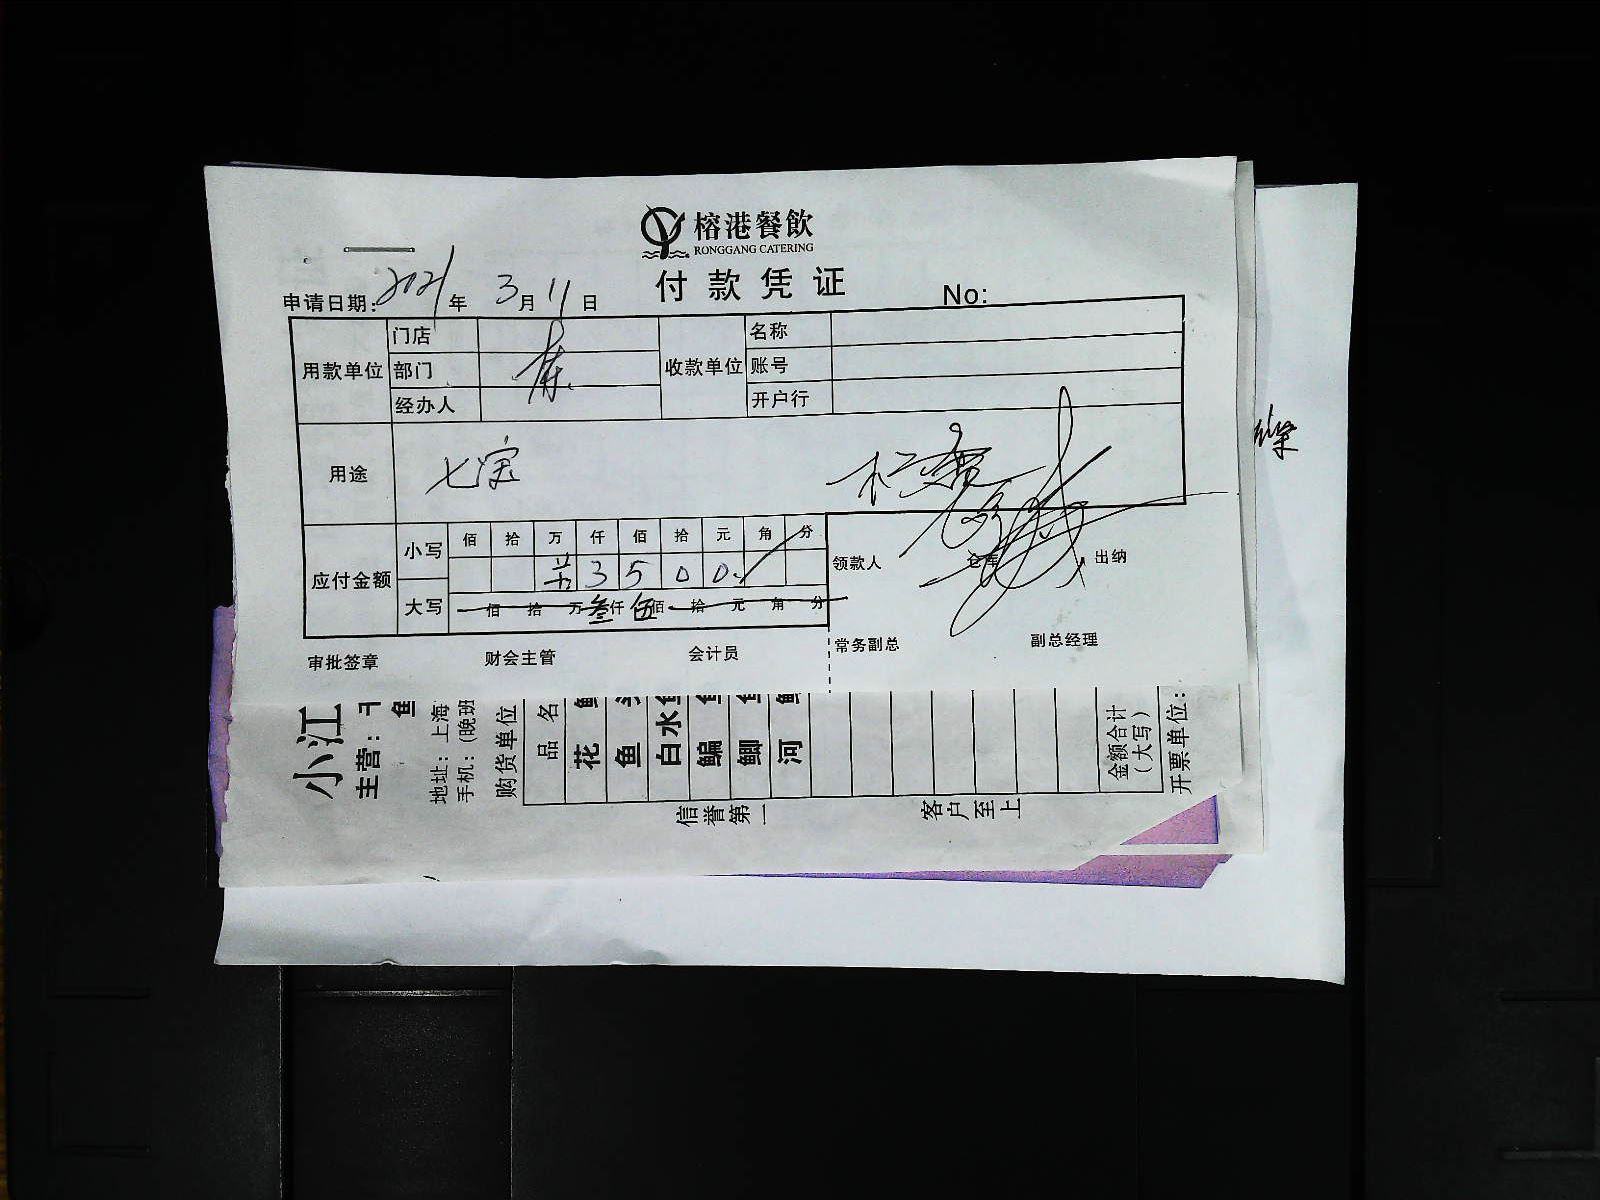 榕港餐飲
RONGGANG CATERING
付款凭证
No:
申请日期: 2021年 3月 11日
用款单位 门店
部门
经办人
收款单位 名称
账号
开户行
用途 七宝
应付金额 小写 佰 拾 万 仟 佰 拾 元 角 分
3 5 0 0
大写 佰 拾 万 叁仟 伍佰 拾 元 角 分
领款人 仓库 出纳
审批签章 财会主管 会计员 常务副总 副总经理
小江
主营:
鱼
地址: 上海
手机: (晚班
购货单位
品名
花
鱼
白水
鳊
鲫
河
金额合计
(大写)
开票单位:
信誉第一 客户至上